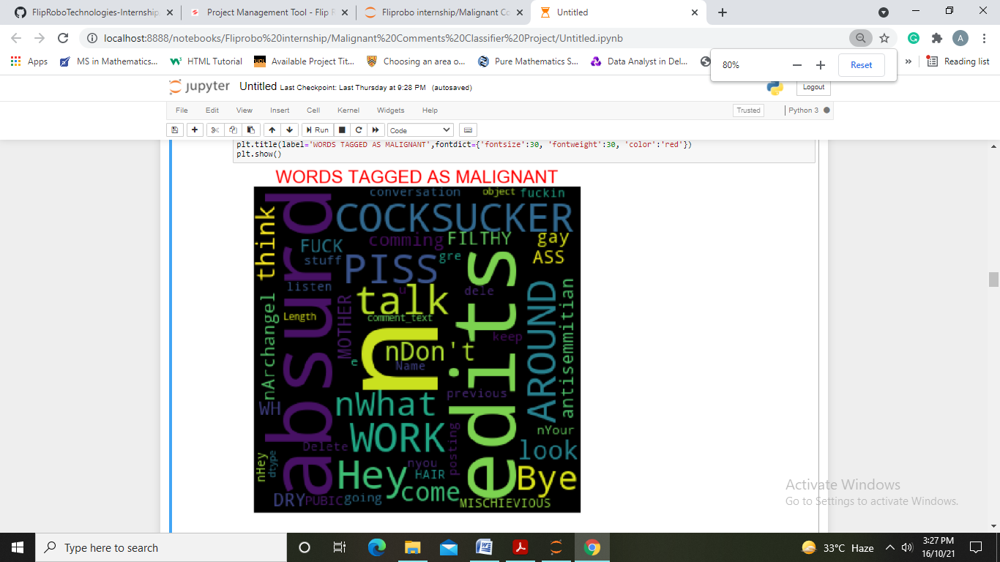 FlipRoboTechnologies-Internship
Project Management Tool - Flip R
Fliprobo internship/Malignant Co
Untitled
localhost:8888/notebooks/Fliprobo%20internship/Malignant%20Comments%20Classifier%20Project/Untitled.ipynb
A
Apps
MS in Mathematics...
HTML Tutorial
Available Project Tit...
Choosing an area o...
Pure Mathematics S...
Data Analyst in Del...
»
Reading list
80%
Reset
jupyter Untitled Last Checkpoint: Last Thursday at 9:28 PM (autosaved)
Logout
File Edit View Insert Cell Kernel Widgets Help
Trusted
Python 3
Run
Code
plt.title(label='WORDS TAGGED AS MALIGNANT',fontdict={'fontsize':30, 'fontweight':30, 'color':'red'})
plt.show()
WORDS TAGGED AS MALIGNANT
conversation
object
fuckin
absurd
COCKSUCKER
think
FUCK
comming
FILTHY
gay
stuff
PISS
gre
ASS
edits
listen
talk
u
dele
AROUND
antisemmitian
nArchangel
Length
MOTHER
comment_text
n
keep
nDon't
e
Name
previous
WH
nWhat
nYour
WORK
posting
Delete
look
nHey
dtype
nyou
Hey
HAIR
Bye
come
DRY
PUBIC
going
MISCHIEVIOUS
Activate Windows
Go to Settings to activate Windows.
Type here to search
33°C Haze
3:27 PM
16/10/21